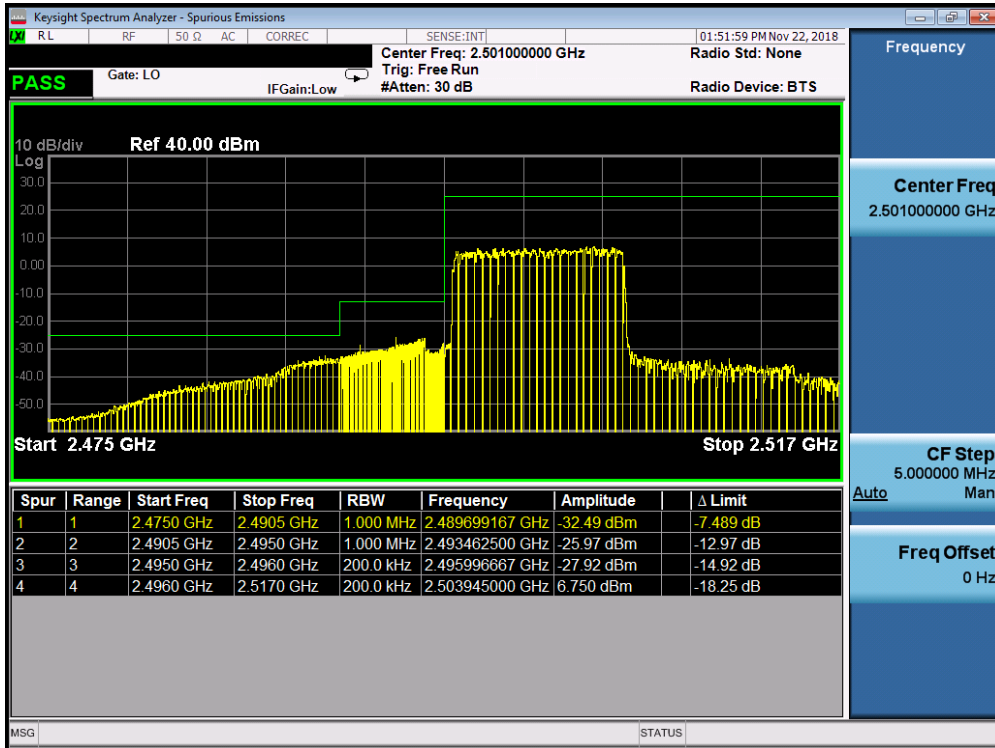 Keysight Spectrum Analyzer - Spurious Emissions
LXI RL RF 50 Ω AC CORREC SENSE:INT 01:51:59 PM Nov 22, 2018
Center Freq: 2.501000000 GHz Radio Std: None
Gate: LO Trig: Free Run
PASS IFGain:Low #Atten: 30 dB Radio Device: BTS
10 dB/div Ref 40.00 dBm
Log
30.0
20.0
10.0
0.00
-10.0
-20.0
-30.0
-40.0
-50.0
Start 2.475 GHz Stop 2.517 GHz
Spur Range Start Freq Stop Freq RBW Frequency Amplitude Δ Limit
1 1 2.4750 GHz 2.4905 GHz 1.000 MHz 2.489699167 GHz -32.49 dBm -7.489 dB
2 2 2.4905 GHz 2.4950 GHz 1.000 MHz 2.493462500 GHz -25.97 dBm -12.97 dB
3 3 2.4950 GHz 2.4960 GHz 200.0 kHz 2.495996667 GHz -27.92 dBm -14.92 dB
4 4 2.4960 GHz 2.5170 GHz 200.0 kHz 2.503945000 GHz 6.750 dBm -18.25 dB
MSG STATUS
Frequency
Center Freq
2.501000000 GHz
CF Step
5.000000 MHz
Auto Man
Freq Offset
0 Hz